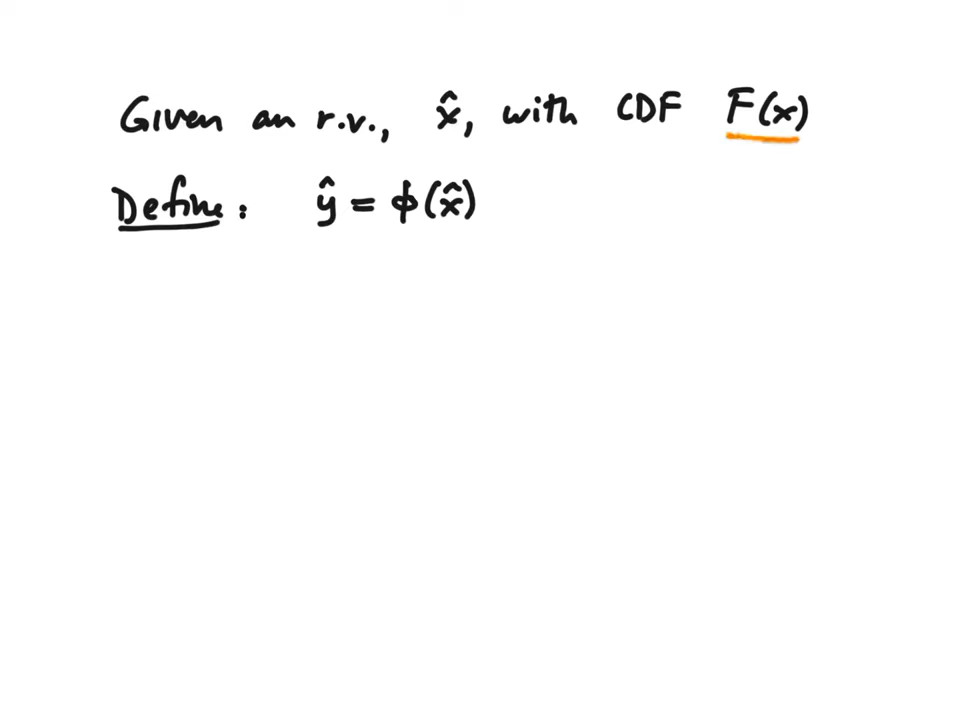 Given an r.v., x̂, with CDF F(x)
Define: ŷ = ϕ(x̂)